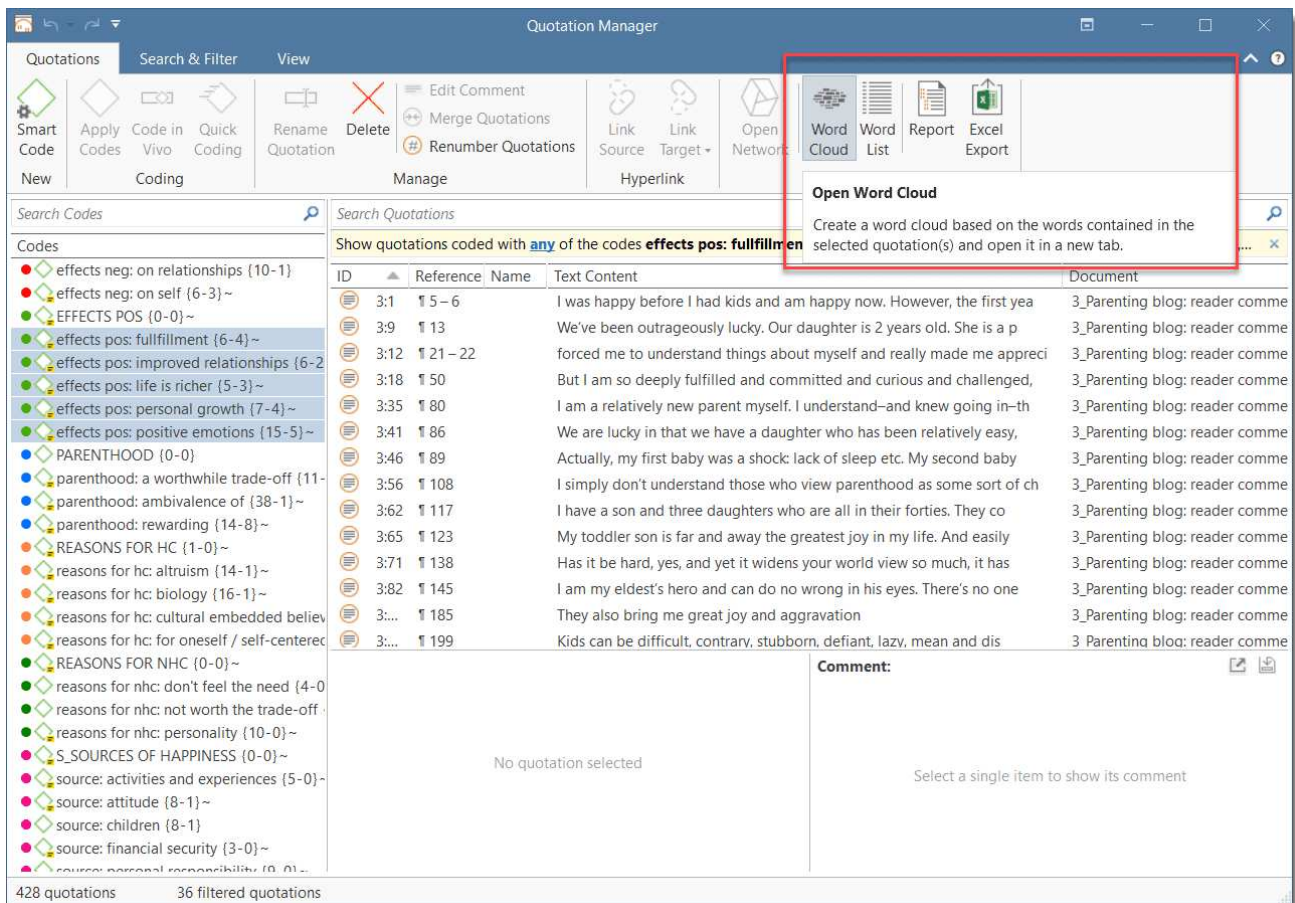 Quotation Manager
Quotations Search & Filter View
Smart Code
Apply Codes
Code in Vivo
Quick Coding
Rename Quotation
Delete
Edit Comment
Merge Quotations
Renumber Quotations
Link Source
Link Target
Open Network
Word Cloud
Word List
Report
Excel Export
New Coding Manage Hyperlink
Open Word Cloud
Create a word cloud based on the words contained in the
selected quotation(s) and open it in a new tab.
Search Codes
Codes
effects neg: on relationships {10-1}
effects neg: on self {6-3}~
EFFECTS POS {0-0}~
effects pos: fullfillment {6-4}~
effects pos: improved relationships {6-2
effects pos: life is richer {5-3}~
effects pos: personal growth {7-4}~
effects pos: positive emotions {15-5}~
PARENTHOOD {0-0}
parenthood: a worthwhile trade-off {11-
parenthood: ambivalence of {38-1}~
parenthood: rewarding {14-8}~
REASONS FOR HC {1-0}~
reasons for hc: altruism {14-1}~
reasons for hc: biology {16-1}~
reasons for hc: cultural embedded believ
reasons for hc: for oneself / self-centered
REASONS FOR NHC {0-0}~
reasons for nhc: don't feel the need {4-0
reasons for nhc: not worth the trade-off
reasons for nhc: personality {10-0}~
S_SOURCES OF HAPPINESS {0-0}~
source: activities and experiences {5-0}~
source: attitude {8-1}~
source: children {8-1}
source: financial security {3-0}~
source: personal responsibility {9-0}~
Search Quotations
Show quotations coded with any of the codes effects pos: fullfillmen ...
ID Reference Name Text Content Document
3:1 ¶ 5 – 6 I was happy before I had kids and am happy now. However, the first yea 3_Parenting blog: reader comme
3:9 ¶ 13 We've been outrageously lucky. Our daughter is 2 years old. She is a p 3_Parenting blog: reader comme
3:12 ¶ 21 – 22 forced me to understand things about myself and really made me appreci 3_Parenting blog: reader comme
3:18 ¶ 50 But I am so deeply fulfilled and committed and curious and challenged, 3_Parenting blog: reader comme
3:35 ¶ 80 I am a relatively new parent myself. I understand–and knew going in–th 3_Parenting blog: reader comme
3:41 ¶ 86 We are lucky in that we have a daughter who has been relatively easy, 3_Parenting blog: reader comme
3:46 ¶ 89 Actually, my first baby was a shock: lack of sleep etc. My second baby 3_Parenting blog: reader comme
3:56 ¶ 108 I simply don't understand those who view parenthood as some sort of ch 3_Parenting blog: reader comme
3:62 ¶ 117 I have a son and three daughters who are all in their forties. They co 3_Parenting blog: reader comme
3:65 ¶ 123 My toddler son is far and away the greatest joy in my life. And easily 3_Parenting blog: reader comme
3:71 ¶ 138 Has it be hard, yes, and yet it widens your world view so much, it has 3_Parenting blog: reader comme
3:82 ¶ 145 I am my eldest's hero and can do no wrong in his eyes. There's no one 3_Parenting blog: reader comme
3:... ¶ 185 They also bring me great joy and aggravation 3_Parenting blog: reader comme
3:... ¶ 199 Kids can be difficult, contrary, stubborn, defiant, lazy, mean and dis 3_Parenting blog: reader comme
No quotation selected
Comment:
Select a single item to show its comment
428 quotations 36 filtered quotations